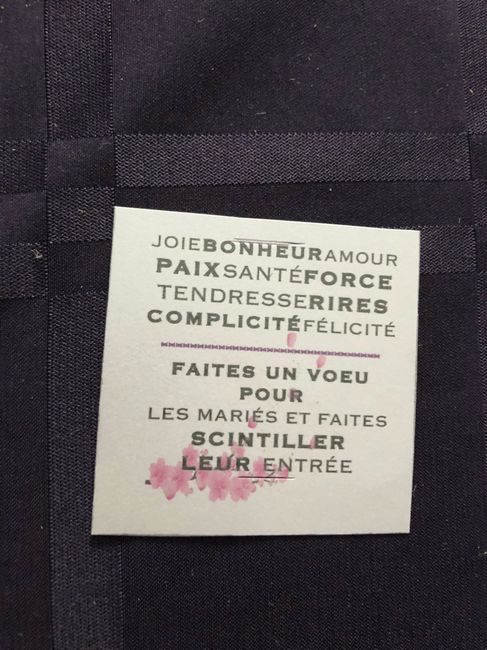 JOIEBONHEURAMOUR
PAIXSANTÉFORCE
TENDRESSERIRES
COMPLICITÉFÉLICITÉ
FAITES UN VOEU
POUR
LES MARIÉS ET FAITES
SCINTILLER
LEUR ENTRÉE